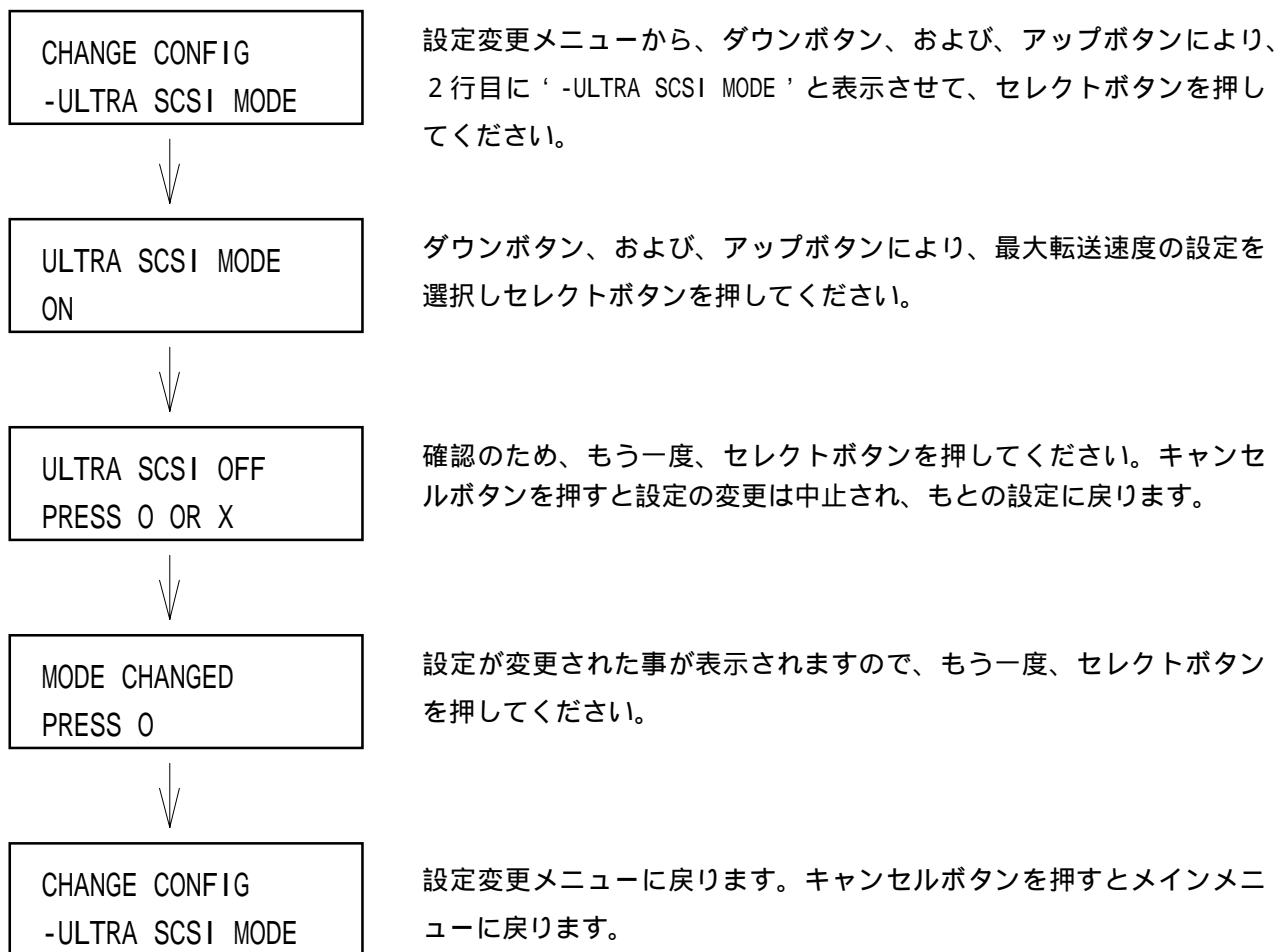 CHANGE CONFIG
-ULTRA SCSI MODE
設定変更メニューから、ダウンボタン、および、アップボタンにより、
２行目に‘-ULTRA SCSI MODE’と表示させて、セレクトボタンを押し
てください。
ULTRA SCSI MODE
ON
ダウンボタン、および、アップボタンにより、最大転送速度の設定を
選択しセレクトボタンを押してください。
ULTRA SCSI OFF
PRESS O OR X
確認のため、もう一度、セレクトボタンを押してください。キャンセ
ルボタンを押すと設定の変更は中止され、もとの設定に戻ります。
MODE CHANGED
PRESS O
設定が変更された事が表示されますので、もう一度、セレクトボタン
を押してください。
CHANGE CONFIG
-ULTRA SCSI MODE
設定変更メニューに戻ります。キャンセルボタンを押すとメインメニ
ューに戻ります。